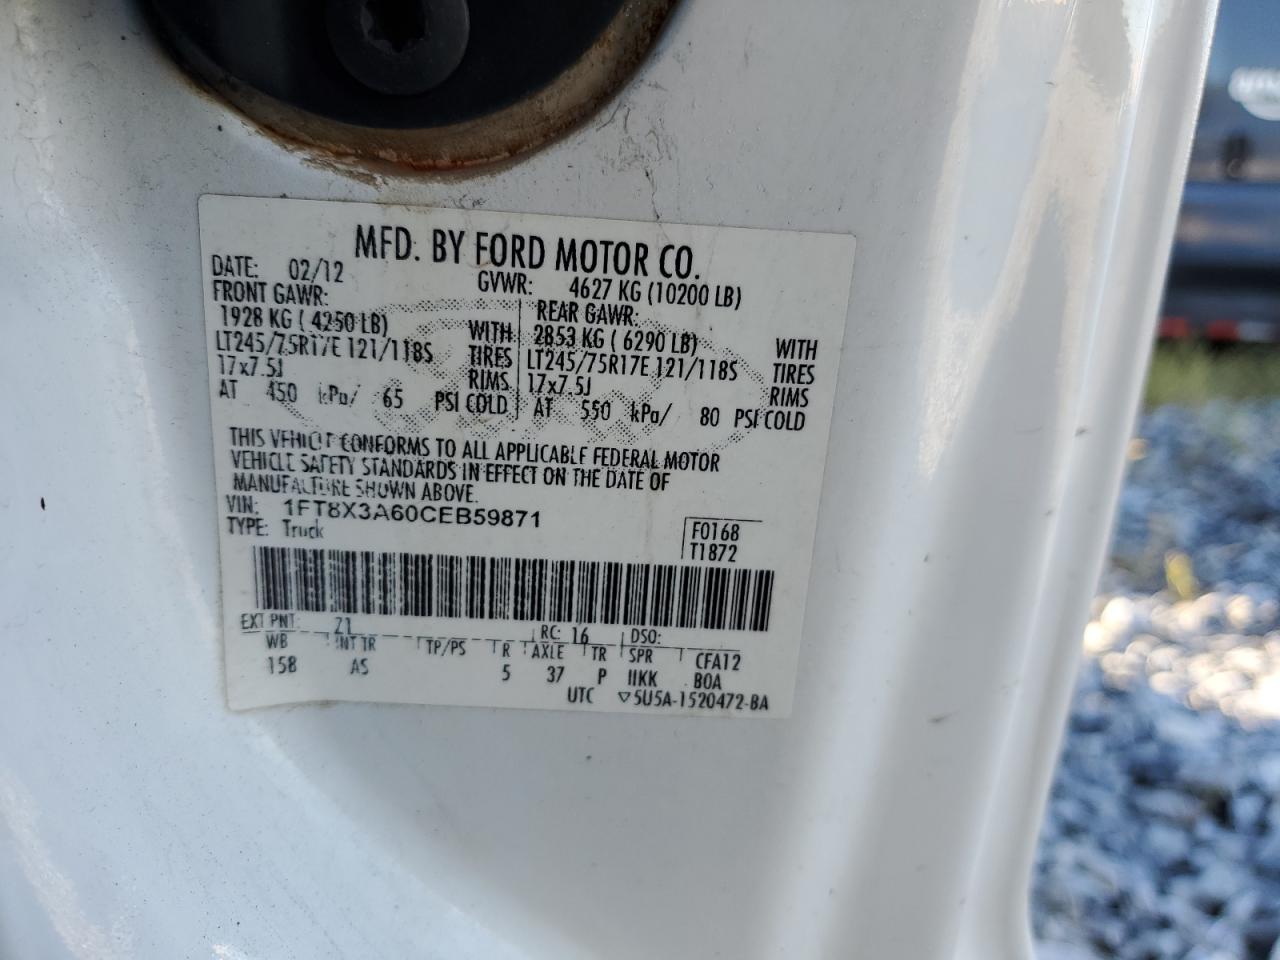 MFD. BY FORD MOTOR CO.
DATE: 02/12 GVWR: 4627 KG (10200 LB)
FRONT GAWR: REAR GAWR:
1928 KG ( 4250 LB) WITH 2853 KG ( 6290 LB) WITH
LT245/75R17E 121/118S TIRES LT245/75R17E 121/118S TIRES
17x7.5J RIMS 17x7.5J RIMS
AT 450 kPa/ 65 PSI COLD AT 550 kPa/ 80 PSI COLD
THIS VEHICLE CONFORMS TO ALL APPLICABLE FEDERAL MOTOR
VEHICLE SAFETY STANDARDS IN EFFECT ON THE DATE OF
MANUFACTURE SHOWN ABOVE.
VIN: 1FT8X3A60CEB59871
TYPE: Truck
F0168
T1872
EXT PNT: Z1 RC: 16 DSO:
WB INT TR TP/PS R AXLE TR SPR CFA12
158 AS 5 37 P IIKK BOA
UTC ▽5U5A-1520472-BA